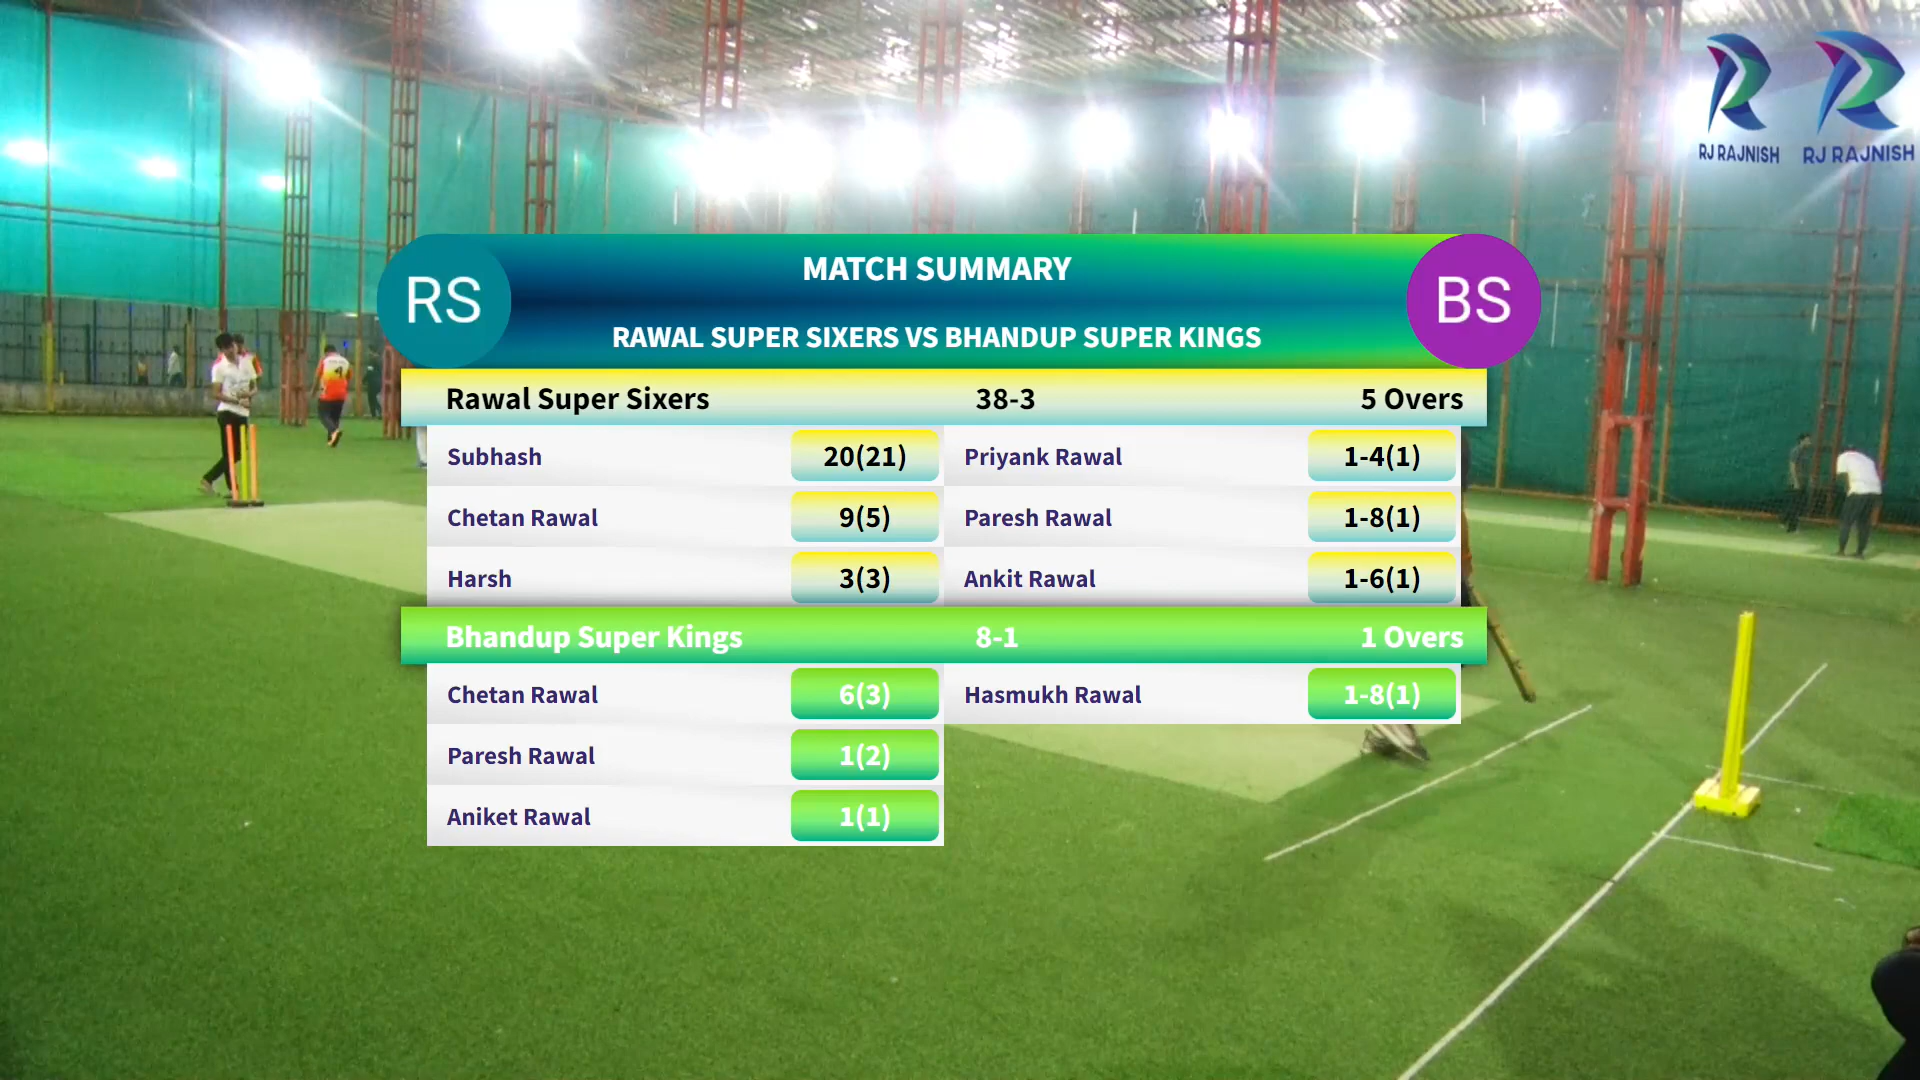 RJ RAJNISH RJ RAJNISH
RS MATCH SUMMARY BS
RAWAL SUPER SIXERS VS BHANDUP SUPER KINGS
Rawal Super Sixers 38-3 5 Overs
Subhash 20(21) Priyank Rawal 1-4(1)
Chetan Rawal 9(5) Paresh Rawal 1-8(1)
Harsh 3(3) Ankit Rawal 1-6(1)
Bhandup Super Kings 8-1 1 Overs
Chetan Rawal 6(3) Hasmukh Rawal 1-8(1)
Paresh Rawal 1(2)
Aniket Rawal 1(1)